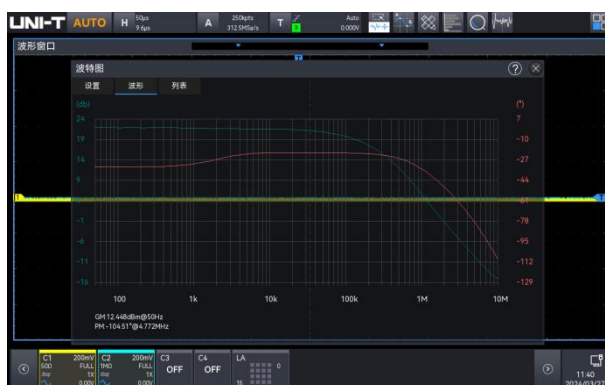 UNI-T AUTO H 50μs 9.6μs A 250kpts 312.5MSa/s T Auto 0.000V
波形窗口
波特图
设置 波形 列表
(db) (°)
24 7
19 -10
14 -27
9 -44
-61
-1 -78
-6 -95
-11 -112
-16 -129
100 1k 10k 100k 1M 10M
GM:12.448dBm@50Hz
PM:-104.51°@4.772MHz
C1 200mV C2 200mV C3 C4 LA
50Ω FULL 1MΩ FULL OFF OFF 0
1X 1X
0.00V 0.00V 15
11:40